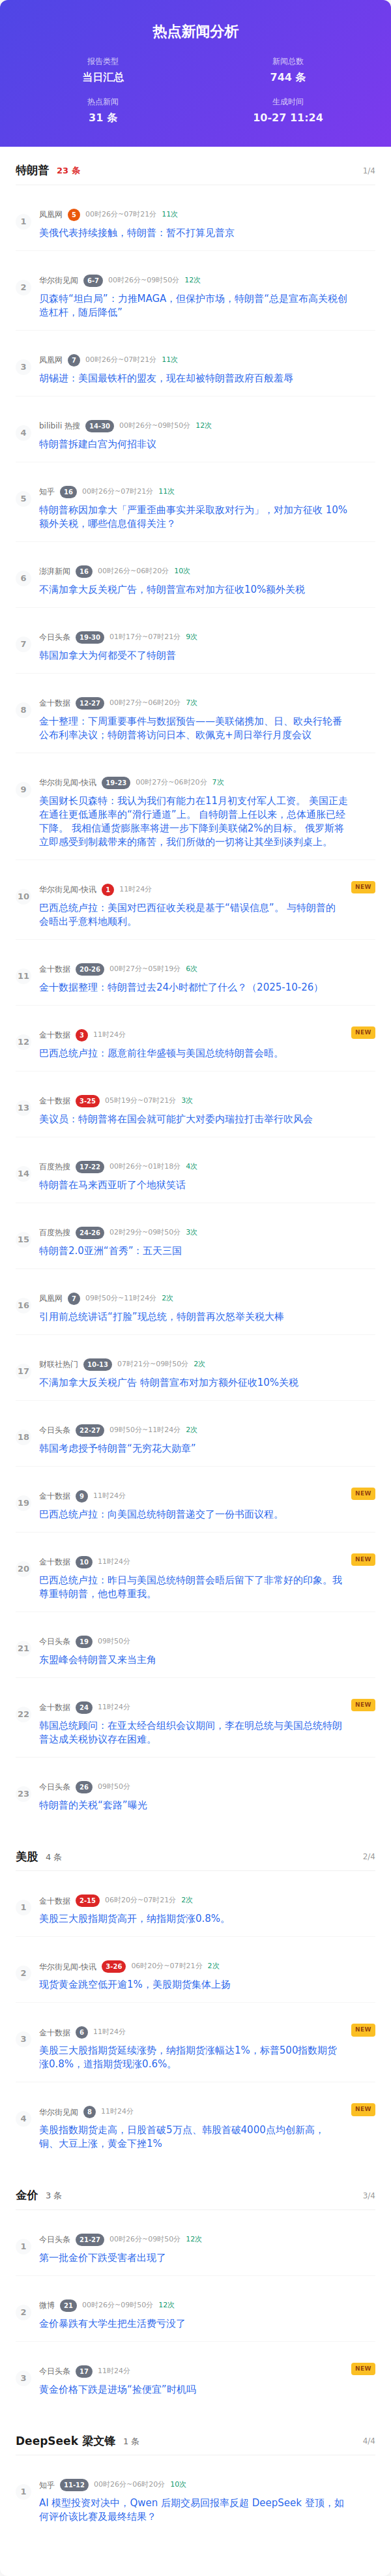 热点新闻分析
报告类型 新闻总数
当日汇总 744 条
热点新闻 生成时间
31 条 10-27 11:24
特朗普 23 条 1/4
1 凤凰网 5 00时26分~07时21分 11次
美俄代表持续接触，特朗普：暂不打算见普京
2 华尔街见闻 6-7 00时26分~09时50分 12次
贝森特“坦白局”：力推MAGA，但保护市场，特朗普“总是宣布高关税创
造杠杆，随后降低”
3 凤凰网 7 00时26分~07时21分 11次
胡锡进：美国最铁杆的盟友，现在却被特朗普政府百般羞辱
4 bilibili 热搜 14-30 00时26分~09时50分 12次
特朗普拆建白宫为何招非议
5 知乎 16 00时26分~07时21分 11次
特朗普称因加拿大「严重歪曲事实并采取敌对行为」，对加方征收 10%
额外关税，哪些信息值得关注？
6 澎湃新闻 16 00时26分~06时20分 10次
不满加拿大反关税广告，特朗普宣布对加方征收10%额外关税
7 今日头条 19-30 01时17分~07时21分 9次
韩国加拿大为何都受不了特朗普
8 金十数据 12-27 00时27分~06时20分 7次
金十整理：下周重要事件与数据预告——美联储携加、日、欧央行轮番
公布利率决议；特朗普将访问日本、欧佩克+周日举行月度会议
9 华尔街见闻-快讯 19-23 00时27分~06时20分 7次
美国财长贝森特：我认为我们有能力在11月初支付军人工资。 美国正走
在通往更低通胀率的“滑行通道”上。 自特朗普上任以来，总体通胀已经
下降。 我相信通货膨胀率将进一步下降到美联储2%的目标。 俄罗斯将
立即感受到制裁带来的痛苦，我们所做的一切将让其坐到谈判桌上。
10 华尔街见闻-快讯 1 11时24分 NEW
巴西总统卢拉：美国对巴西征收关税是基于“错误信息”。 与特朗普的
会晤出乎意料地顺利。
11 金十数据 20-26 00时27分~05时19分 6次
金十数据整理：特朗普过去24小时都忙了什么？（2025-10-26）
12 金十数据 3 11时24分 NEW
巴西总统卢拉：愿意前往华盛顿与美国总统特朗普会晤。
13 金十数据 3-25 05时19分~07时21分 3次
美议员：特朗普将在国会就可能扩大对委内瑞拉打击举行吹风会
14 百度热搜 17-22 00时26分~01时18分 4次
特朗普在马来西亚听了个地狱笑话
15 百度热搜 24-26 02时29分~09时50分 3次
特朗普2.0亚洲“首秀”：五天三国
16 凤凰网 7 09时50分~11时24分 2次
引用前总统讲话“打脸”现总统，特朗普再次怒举关税大棒
17 财联社热门 10-13 07时21分~09时50分 2次
不满加拿大反关税广告 特朗普宣布对加方额外征收10%关税
18 今日头条 22-27 09时50分~11时24分 2次
韩国考虑授予特朗普“无穷花大勋章”
19 金十数据 9 11时24分 NEW
巴西总统卢拉：向美国总统特朗普递交了一份书面议程。
20 金十数据 10 11时24分 NEW
巴西总统卢拉：昨日与美国总统特朗普会晤后留下了非常好的印象。我
尊重特朗普，他也尊重我。
21 今日头条 19 09时50分
东盟峰会特朗普又来当主角
22 金十数据 24 11时24分 NEW
韩国总统顾问：在亚太经合组织会议期间，李在明总统与美国总统特朗
普达成关税协议存在困难。
23 今日头条 26 09时50分
特朗普的关税“套路”曝光
美股 4 条 2/4
1 金十数据 2-15 06时20分~07时21分 2次
美股三大股指期货高开，纳指期货涨0.8%。
2 华尔街见闻-快讯 3-26 06时20分~07时21分 2次
现货黄金跳空低开逾1%，美股期货集体上扬
3 金十数据 6 11时24分 NEW
美股三大股指期货延续涨势，纳指期货涨幅达1%，标普500指数期货
涨0.8%，道指期货现涨0.6%。
4 华尔街见闻 8 11时24分 NEW
美股指数期货走高，日股首破5万点、韩股首破4000点均创新高，
铜、大豆上涨，黄金下挫1%
金价 3 条 3/4
1 今日头条 21-27 00时26分~09时50分 12次
第一批金价下跌受害者出现了
2 微博 21 00时26分~09时50分 12次
金价暴跌有大学生把生活费亏没了
3 今日头条 17 11时24分 NEW
黄金价格下跌是进场“捡便宜”时机吗
DeepSeek 梁文锋 1 条 4/4
1 知乎 11-12 00时26分~06时20分 10次
AI 模型投资对决中，Qwen 后期交易回报率反超 DeepSeek 登顶，如
何评价该比赛及最终结果？